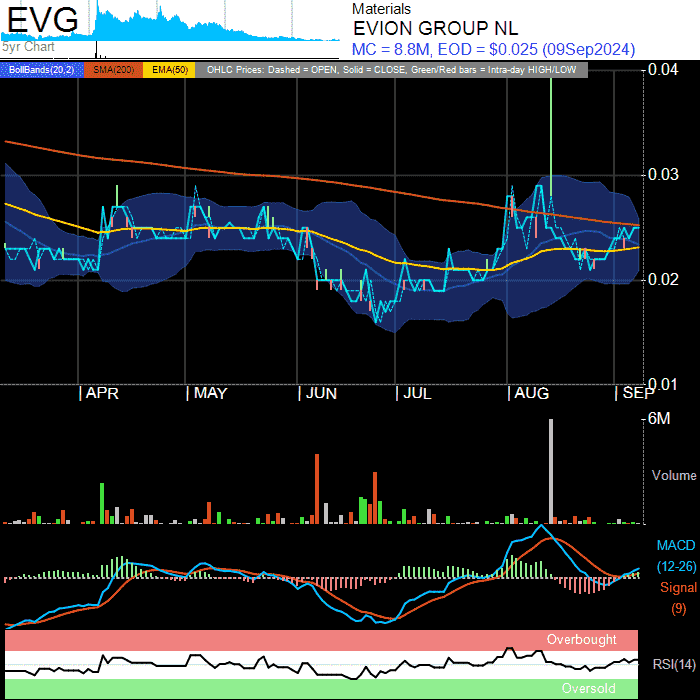 EVG
5yr Chart
Materials
EVION GROUP NL
MC = 8.8M, EOD = $0.025 (09Sep2024)
BollBands(20,2) SMA(200) EMA(50) OHLC Prices: Dashed = OPEN, Solid = CLOSE, Green/Red bars = Intra-day HIGH/LOW
0.04
0.03
0.02
0.01
| APR | MAY | JUN | JUL | AUG | SEP
6M
Volume
MACD
(12-26)
Signal
(9)
Overbought
RSI(14)
Oversold